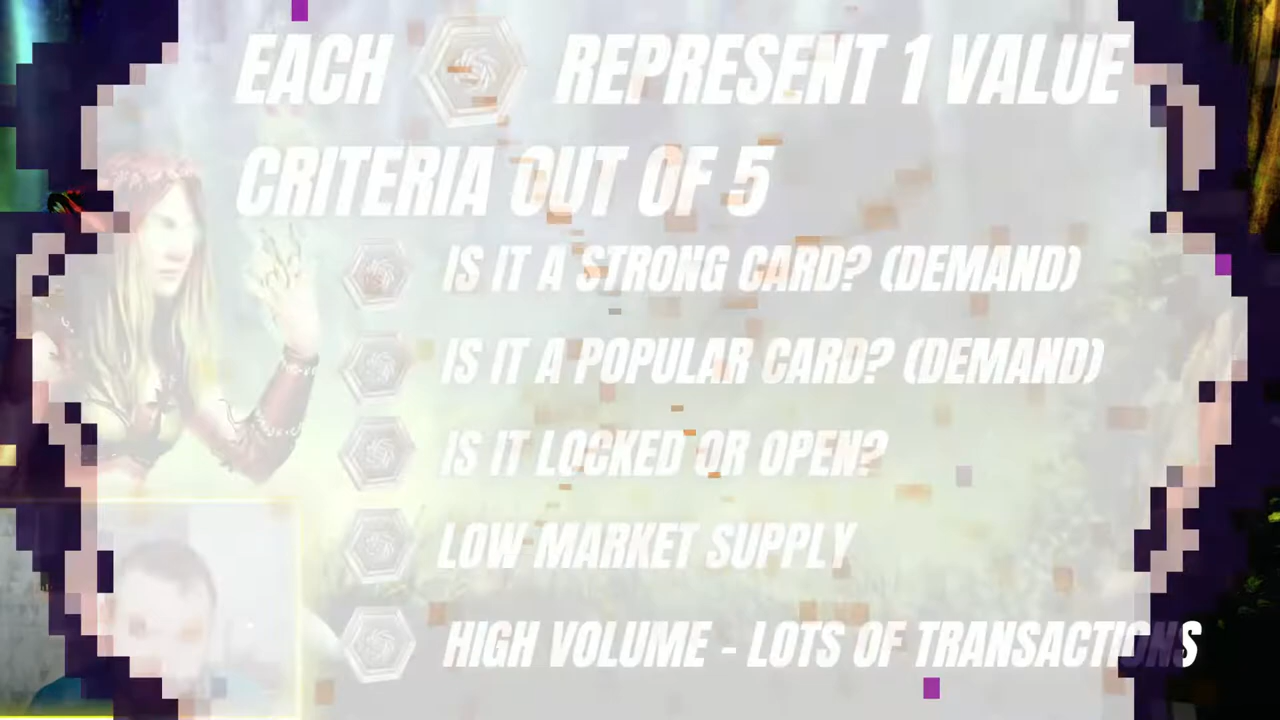 EACH REPRESENT 1 VALUE
CRITERIA OUT OF 5
IS IT A STRONG CARD? (DEMAND)
IS IT A POPULAR CARD? (DEMAND)
IS IT LOCKED OR OPEN?
LOW MARKET SUPPLY
HIGH VOLUME - LOTS OF TRANSACTIONS